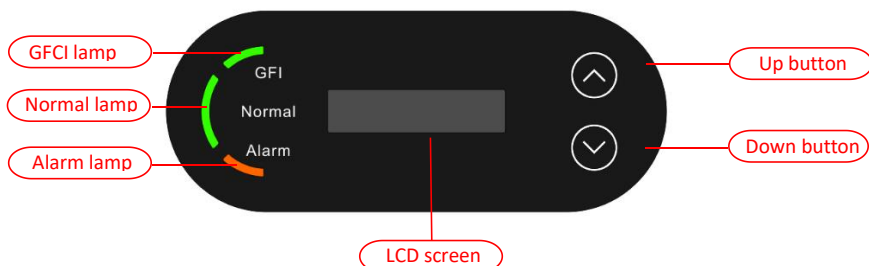 GFCI lamp
GFI
Up button
Normal lamp
Normal
Alarm
Down button
Alarm lamp
LCD screen